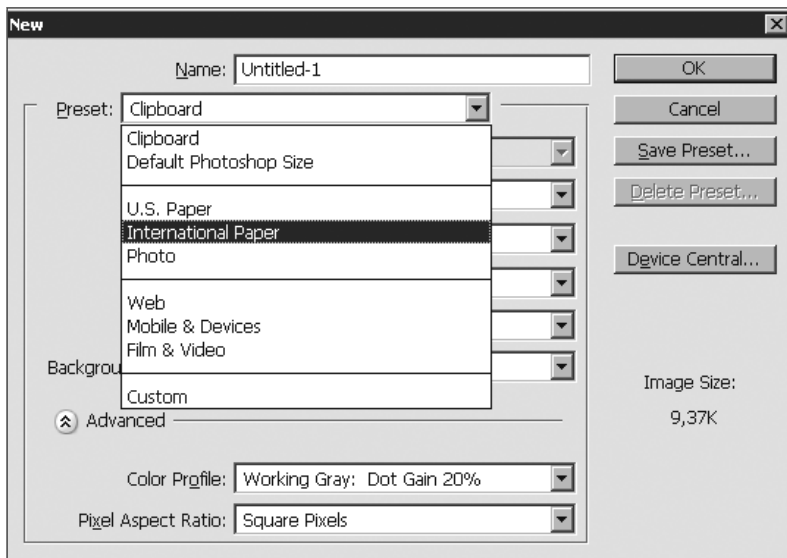 New
Name: Untitled-1
OK
Preset: Clipboard
Cancel
Clipboard
Default Photoshop Size
Save Preset...
Delete Preset...
U.S. Paper
International Paper
Photo
Device Central...
Web
Mobile & Devices
Film & Video
Backgrou
Custom
Image Size:
9,37K
Advanced
Color Profile: Working Gray: Dot Gain 20%
Pixel Aspect Ratio: Square Pixels